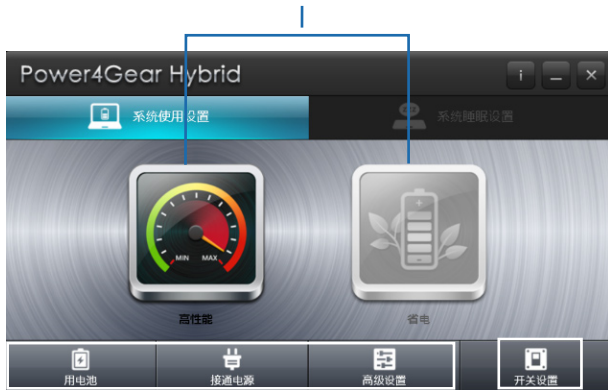 Power4Gear Hybrid
系统使用设置
系统睡眠设置
MIN MAX
高性能
省电
用电池
接通电源
高级设置
开关设置